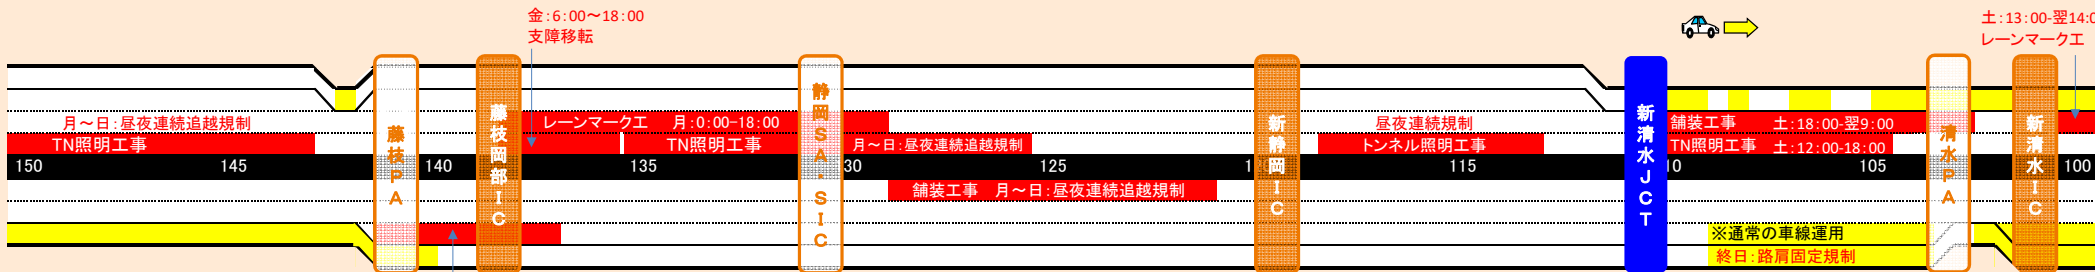 金:6:00～18:00
支障移転
土:13:00-翌14:0
レーンマーク工
月～日:昼夜連続追越規制
TN照明工事
レーンマーク工 月:0:00-18:00
TN照明工事
月～日:昼夜連続追越規制
昼夜連続規制
トンネル照明工事
舗装工事 土:18:00-翌9:00
TN照明工事 土:12:00-18:00
150
145
140
135
30
125
115
10
105
100
藤枝PA
藤枝岡部IC
静岡SA・SIC
新静岡IC
新清水JCT
清水PA
新清水IC
舗装工事 月～日:昼夜連続追越規制
※通常の車線運用
終日:路肩固定規制